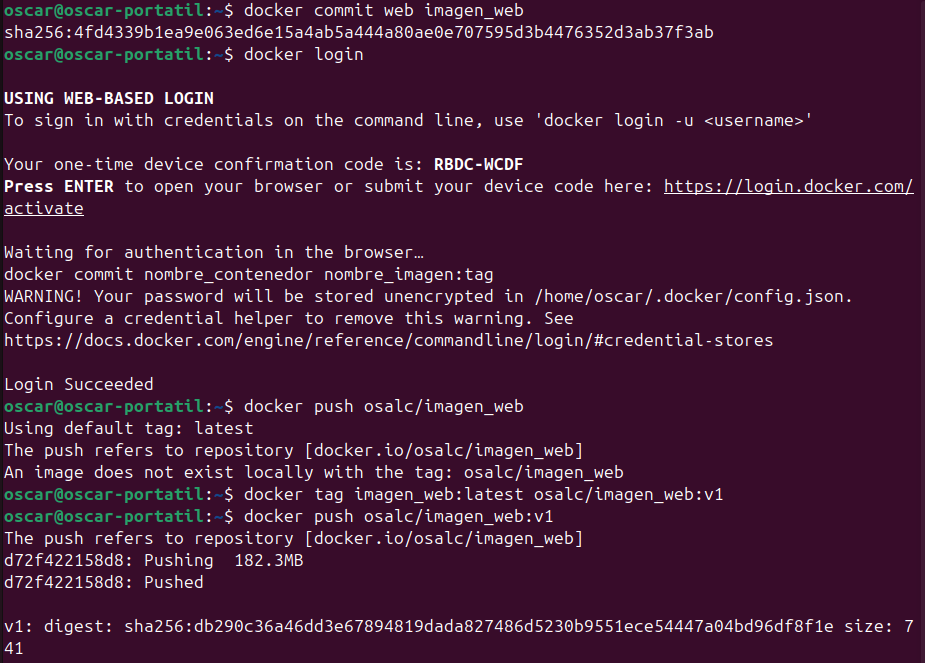 oscar@oscar-portatil:~$ docker commit web imagen_web
sha256:4fd4339b1ea9e063ed6e15a4ab5a444a80ae0e707595d3b4476352d3ab37f3ab
oscar@oscar-portatil:~$ docker login
USING WEB-BASED LOGIN
To sign in with credentials on the command line, use 'docker login -u <username>'
Your one-time device confirmation code is: RBDC-WCDF
Press ENTER to open your browser or submit your device code here: https://login.docker.com/
activate
Waiting for authentication in the browser…
docker commit nombre_contenedor nombre_imagen:tag
WARNING! Your password will be stored unencrypted in /home/oscar/.docker/config.json.
Configure a credential helper to remove this warning. See
https://docs.docker.com/engine/reference/commandline/login/#credential-stores
Login Succeeded
oscar@oscar-portatil:~$ docker push osalc/imagen_web
Using default tag: latest
The push refers to repository [docker.io/osalc/imagen_web]
An image does not exist locally with the tag: osalc/imagen_web
oscar@oscar-portatil:~$ docker tag imagen_web:latest osalc/imagen_web:v1
oscar@oscar-portatil:~$ docker push osalc/imagen_web:v1
The push refers to repository [docker.io/osalc/imagen_web]
d72f422158d8: Pushing  182.3MB
d72f422158d8: Pushed
v1: digest: sha256:db290c36a46dd3e67894819dada827486d5230b9551ece54447a04bd96df8f1e size: 7
41